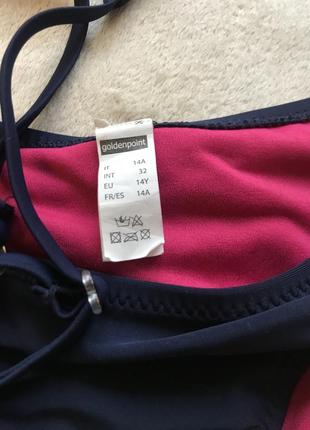 goldenpoint
IT 14A
INT 32
EU 14Y
FR/ES 14A